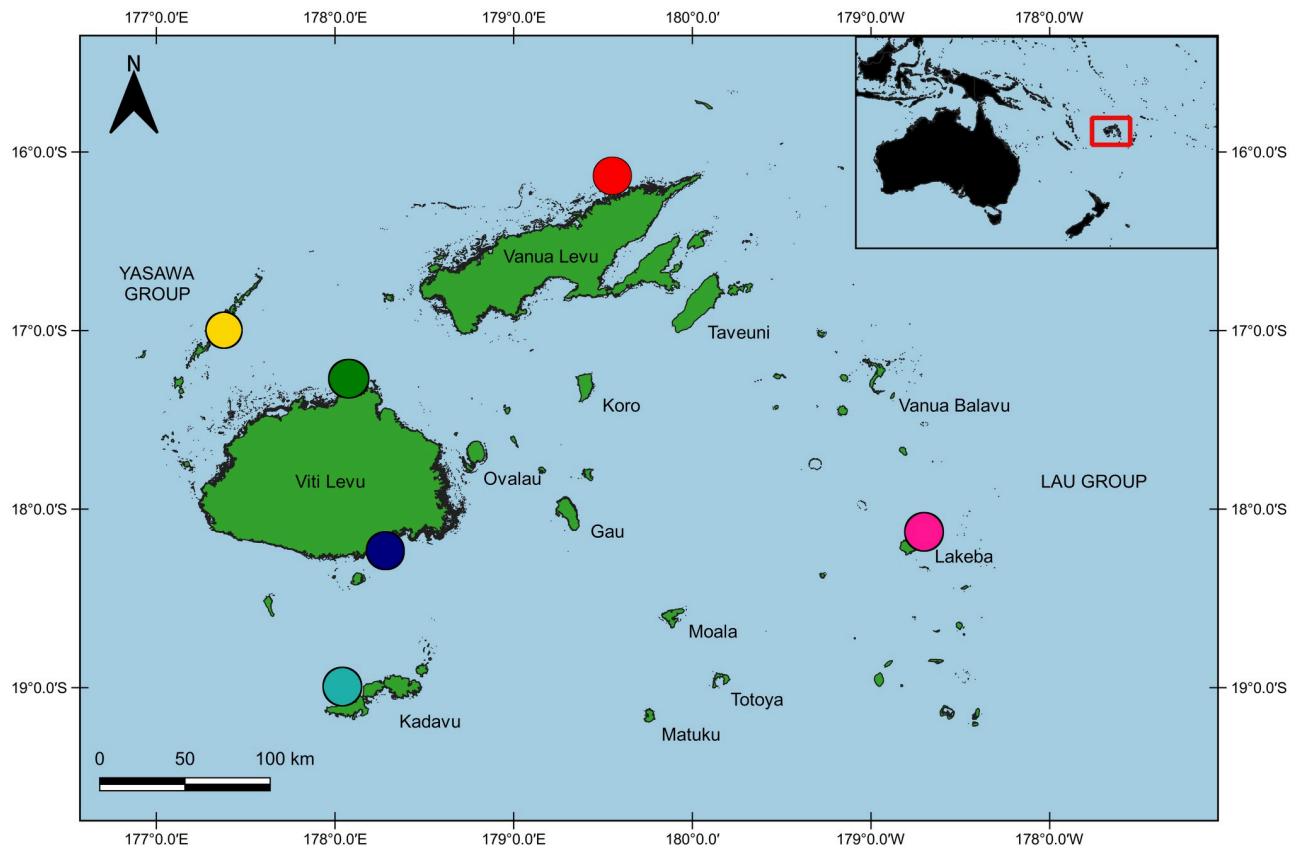 177°0.0′E 178°0.0′E 179°0.0′E 180°0.0′ 179°0.0′W 178°0.0′W
N
16°0.0′S 16°0.0′S
Vanua Levu
YASAWA
GROUP
17°0.0′S 17°0.0′S
Taveuni
Koro
Vanua Balavu
Viti Levu
Ovalau
LAU GROUP
18°0.0′S 18°0.0′S
Gau
Lakeba
Moala
19°0.0′S 19°0.0′S
Totoya
Kadavu
Matuku
0 50 100 km
177°0.0′E 178°0.0′E 179°0.0′E 180°0.0′ 179°0.0′W 178°0.0′W